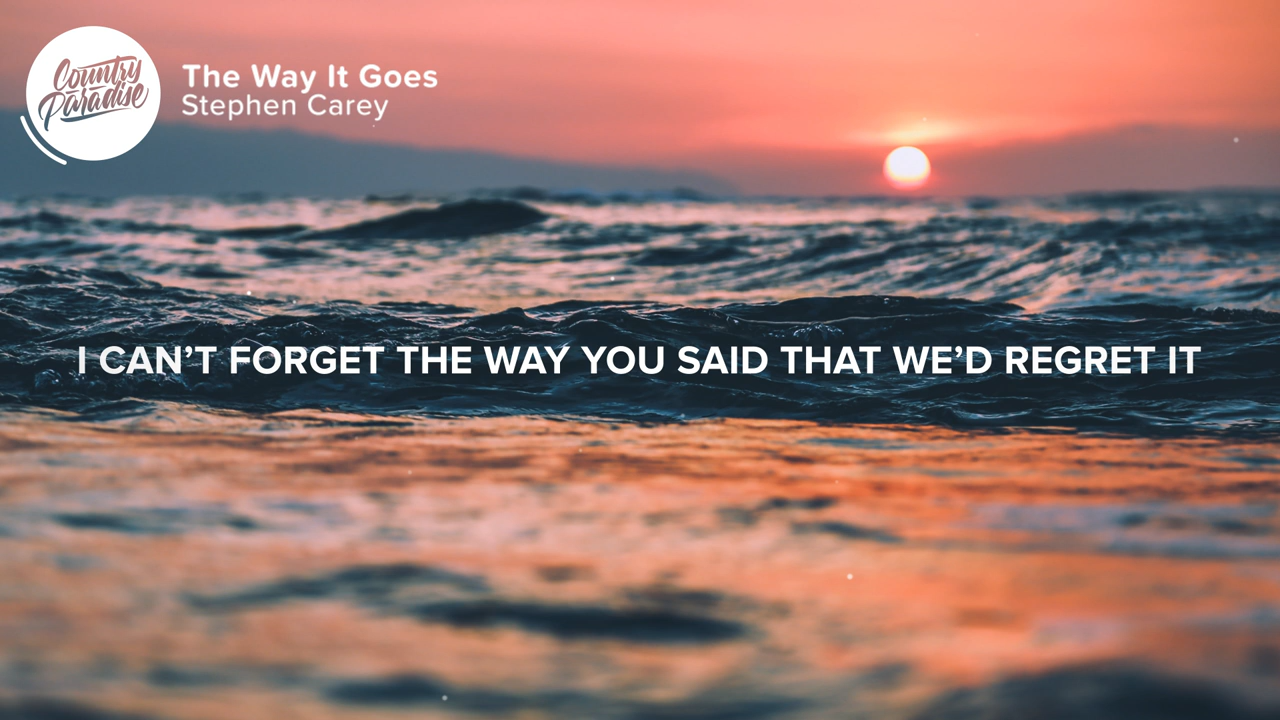 Country
Paradise
The Way It Goes
Stephen Carey
I CAN’T FORGET THE WAY YOU SAID THAT WE’D REGRET IT